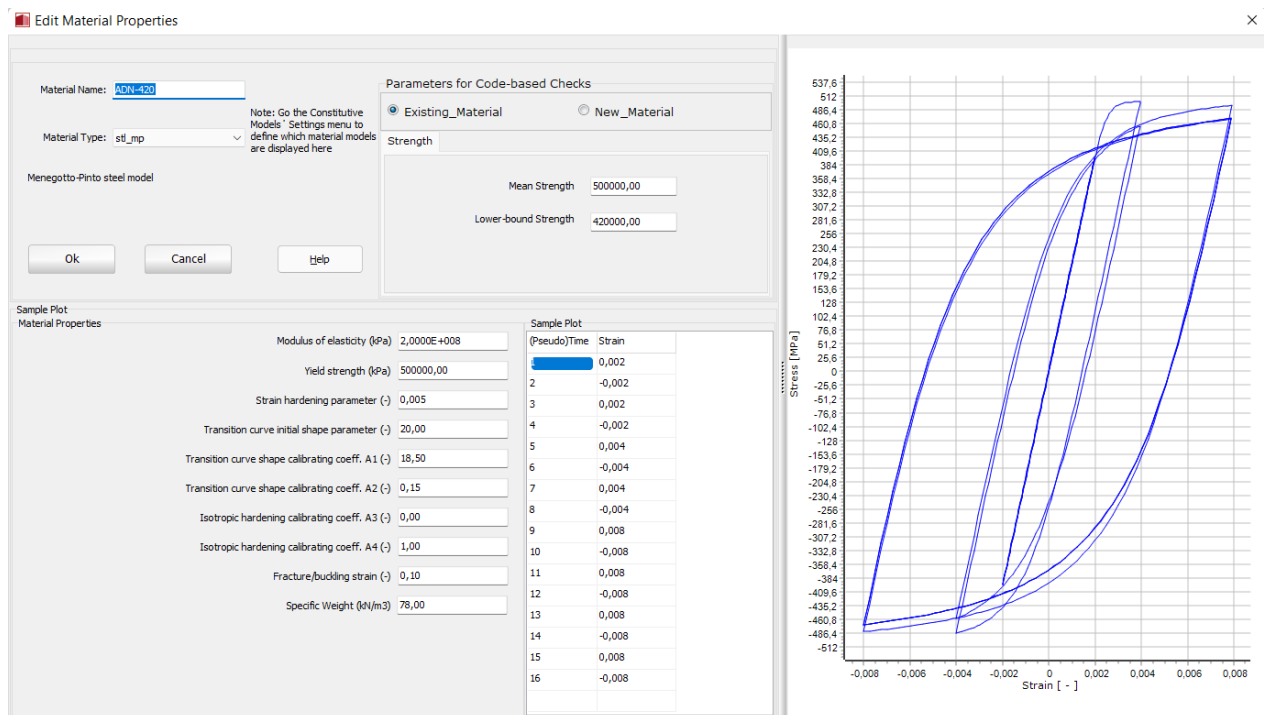 Edit Material Properties
Material Name: ADN-420
Material Type: stl_mp
Note: Go the Constitutive
Models` Settings menu to
define which material models
are displayed here
Menegotto-Pinto steel model
Ok Cancel Help
Parameters for Code-based Checks
Existing_Material New_Material
Strength
Mean Strength 500000,00
Lower-bound Strength 420000,00
Sample Plot
Material Properties
Modulus of elasticity (kPa) 2,0000E+008
Yield strength (kPa) 500000,00
Strain hardening parameter (-) 0,005
Transition curve initial shape parameter (-) 20,00
Transition curve shape calibrating coeff. A1 (-) 18,50
Transition curve shape calibrating coeff. A2 (-) 0,15
Isotropic hardening calibrating coeff. A3 (-) 0,00
Isotropic hardening calibrating coeff. A4 (-) 1,00
Fracture/buckling strain (-) 0,10
Specific Weight (kN/m3) 78,00
Sample Plot
(Pseudo)Time Strain
0,002
2 -0,002
3 0,002
4 -0,002
5 0,004
6 -0,004
7 0,004
8 -0,004
9 0,008
10 -0,008
11 0,008
12 -0,008
13 0,008
14 -0,008
15 0,008
16 -0,008
Stress [MPa]
537,6
512
486,4
460,8
435,2
409,6
384
358,4
332,8
307,2
281,6
256
230,4
204,8
179,2
153,6
128
102,4
76,8
51,2
25,6
0
-25,6
-51,2
-76,8
-102,4
-128
-153,6
-179,2
-204,8
-230,4
-256
-281,6
-307,2
-332,8
-358,4
-384
-409,6
-435,2
-460,8
-486,4
-512
-0,008 -0,006 -0,004 -0,002 0 0,002 0,004 0,006 0,008
Strain [ - ]